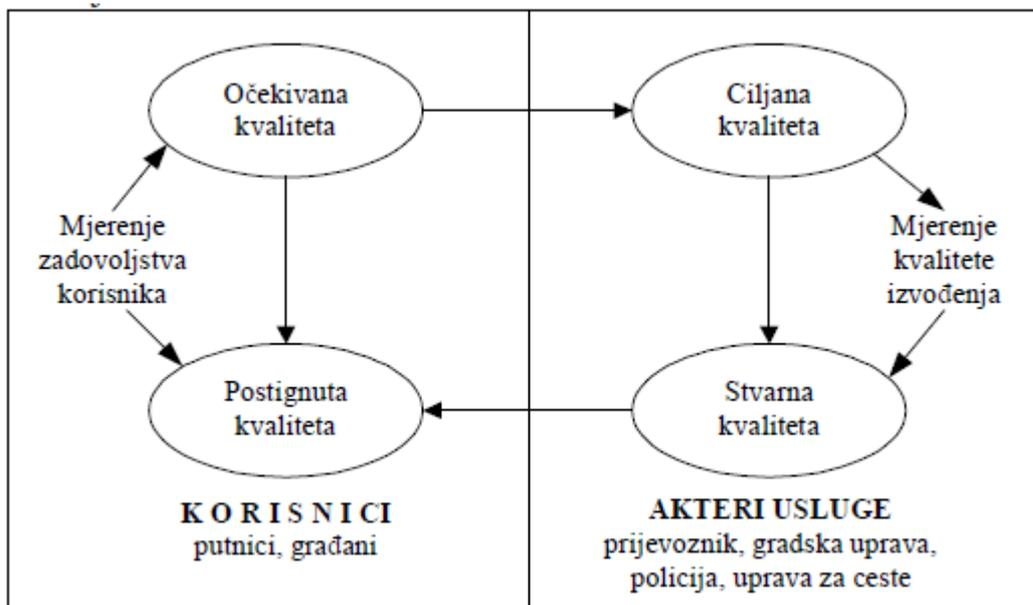 Očekivana
kvaliteta
Ciljana
kvaliteta
Mjerenje
zadovoljstva
korisnika
Mjerenje
kvalitete
izvođenja
Postignuta
kvaliteta
Stvarna
kvaliteta
K O R I S N I CI
putnici, građani
AKTERI USLUGE
prijevoznik, gradska uprava,
policija, uprava za ceste